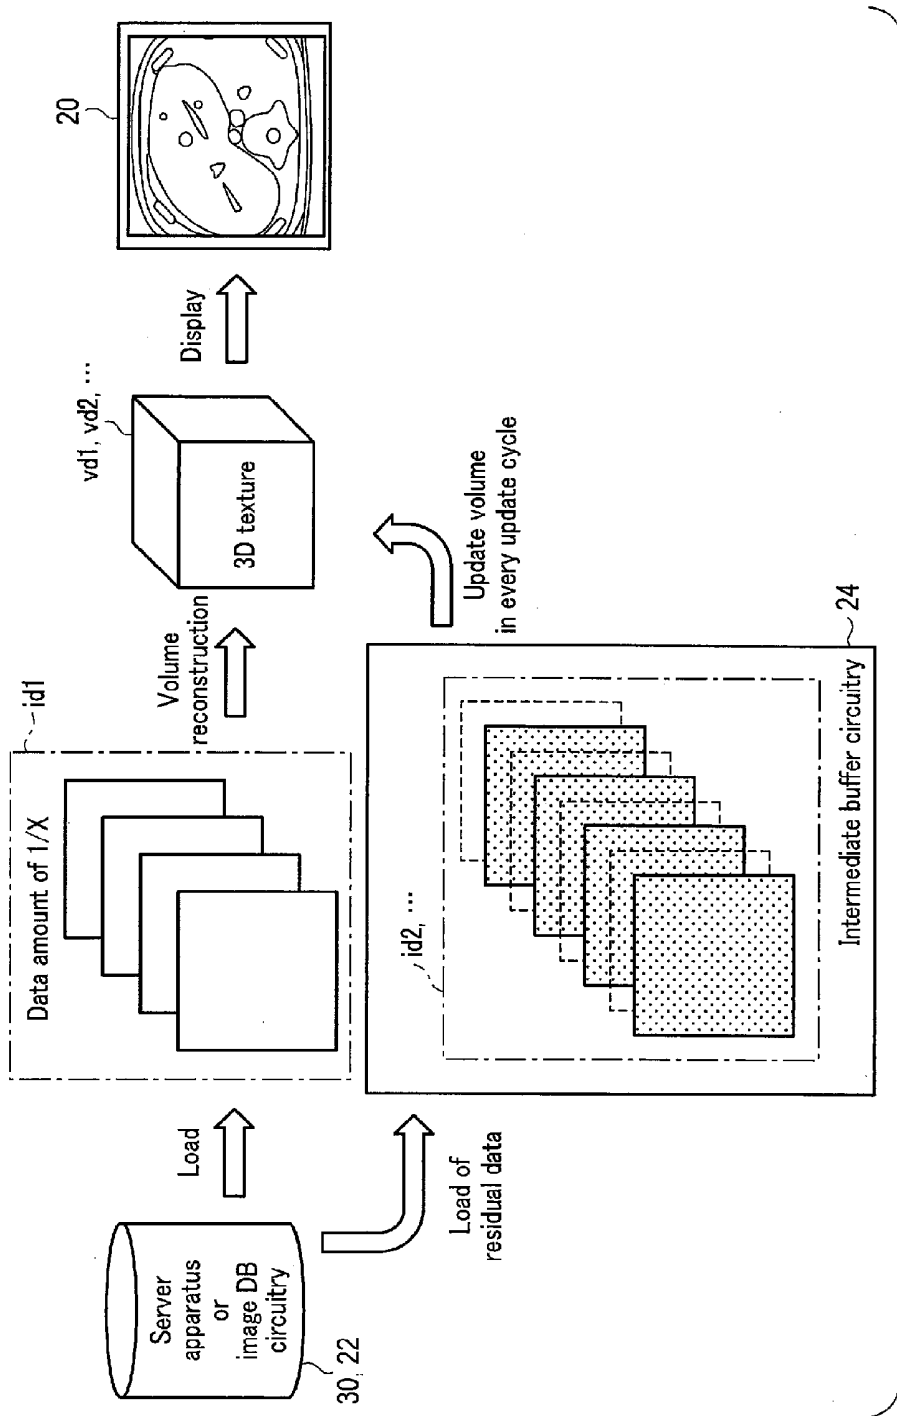 Server
apparatus
or
image DB
circuitry
30, 22
Load
Data amount of 1/X
id1
Volume
reconstruction
vd1, vd2, ...
3D texture
Display
20
Load of
residual data
id2, ...
Intermediate buffer circuitry
24
Update volume
in every update cycle